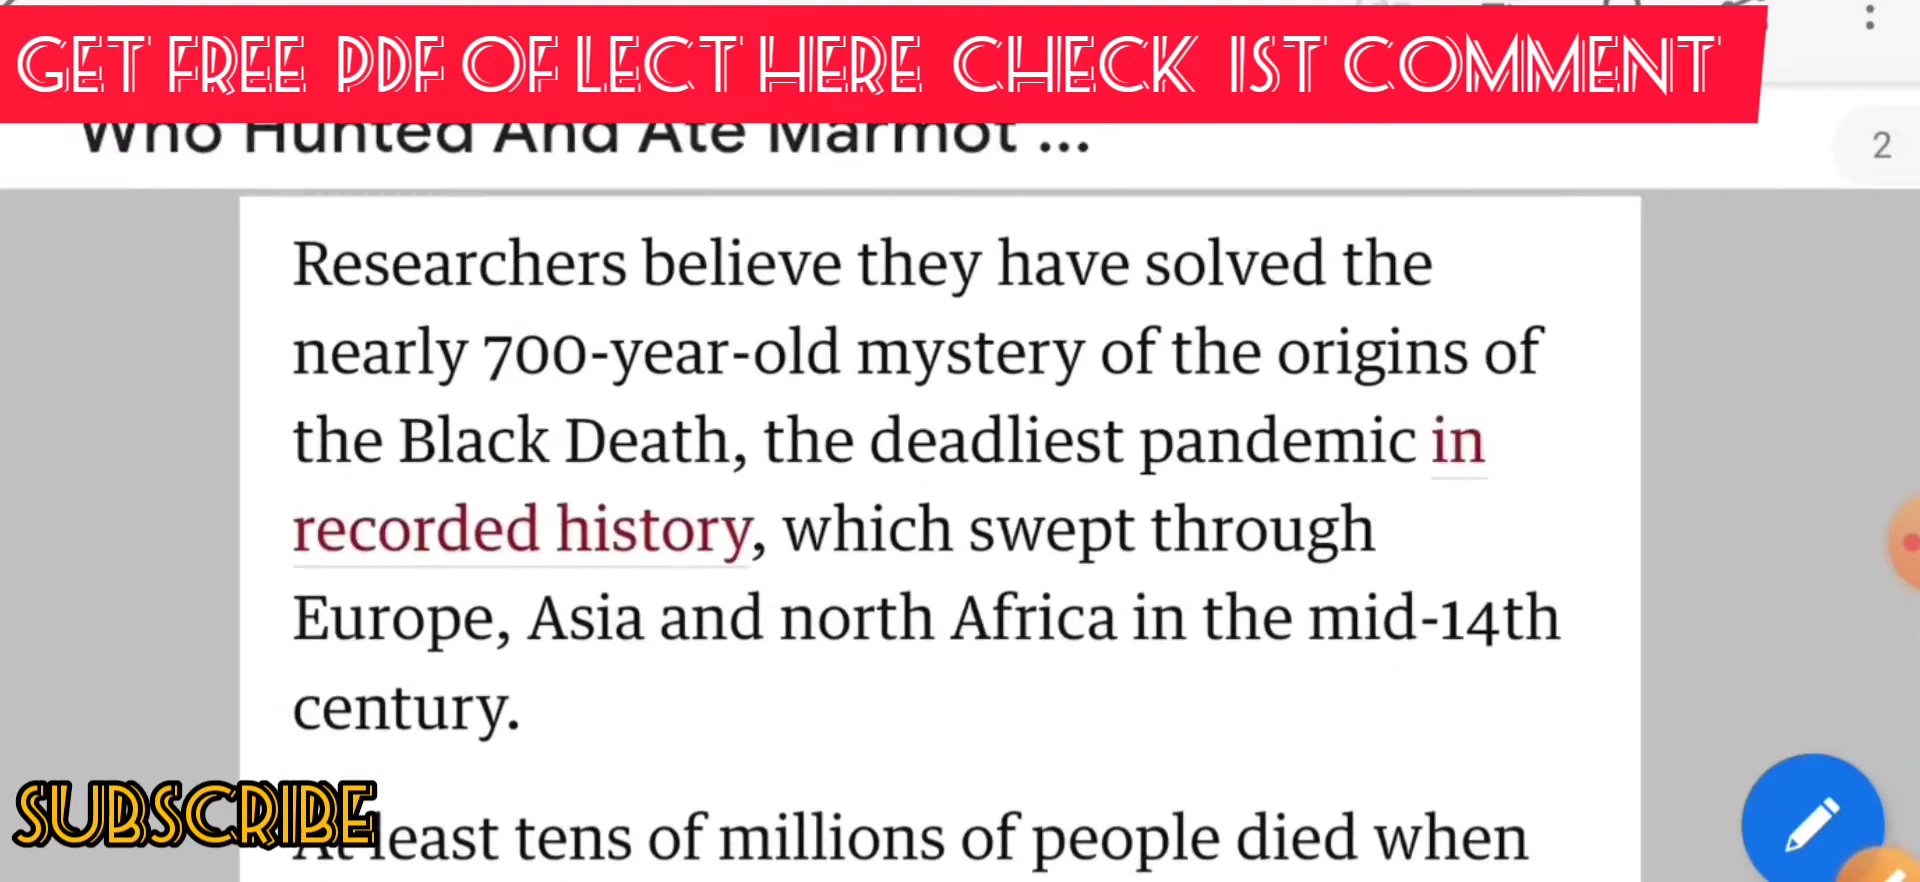 GET FREE PDF OF LECT HERE CHECK IST COMMENT
Who Hunted And Ate Marmot ...
2
Researchers believe they have solved the
nearly 700-year-old mystery of the origins of
the Black Death, the deadliest pandemic in
recorded history, which swept through
Europe, Asia and north Africa in the mid-14th
century.
SUBSCRIBE
At least tens of millions of people died when